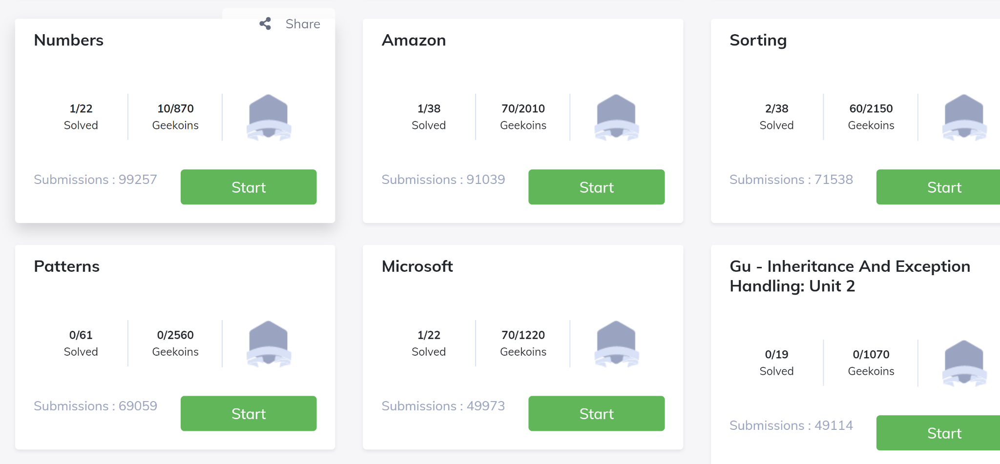 Share
Numbers
1/22
Solved
10/870
Geekoins
Submissions : 99257
Start
Amazon
1/38
Solved
70/2010
Geekoins
Submissions : 91039
Start
Sorting
2/38
Solved
60/2150
Geekoins
Submissions : 71538
Start
Patterns
0/61
Solved
0/2560
Geekoins
Submissions : 69059
Start
Microsoft
1/22
Solved
70/1220
Geekoins
Submissions : 49973
Start
Gu - Inheritance And Exception
Handling: Unit 2
0/19
Solved
0/1070
Geekoins
Submissions : 49114
Start